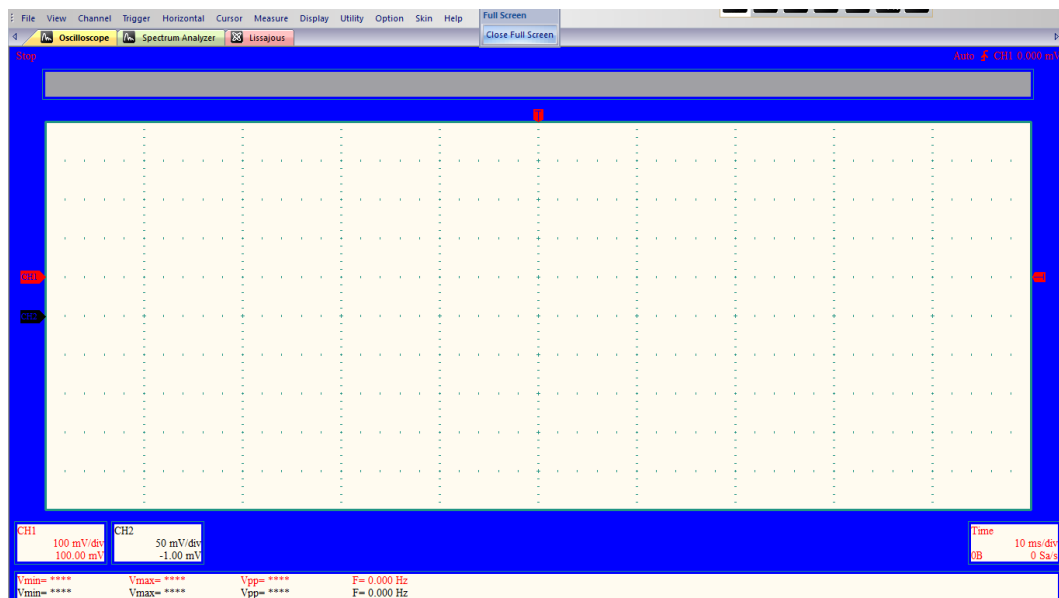 File View Channel Trigger Horizontal Cursor Measure Display Utility Option Skin Help
Full Screen
Close Full Screen
Oscilloscope Spectrum Analyzer Lissajous
Stop
Auto CH1 0.000 mV
T
CH1
CH2
CH1
100 mV/div
100.00 mV
CH2
50 mV/div
-1.00 mV
Time
10 ms/div
0B 0 Sa/s
Vmin= **** Vmax= **** Vpp= **** F= 0.000 Hz
Vmin= **** Vmax= **** Vpp= **** F= 0.000 Hz